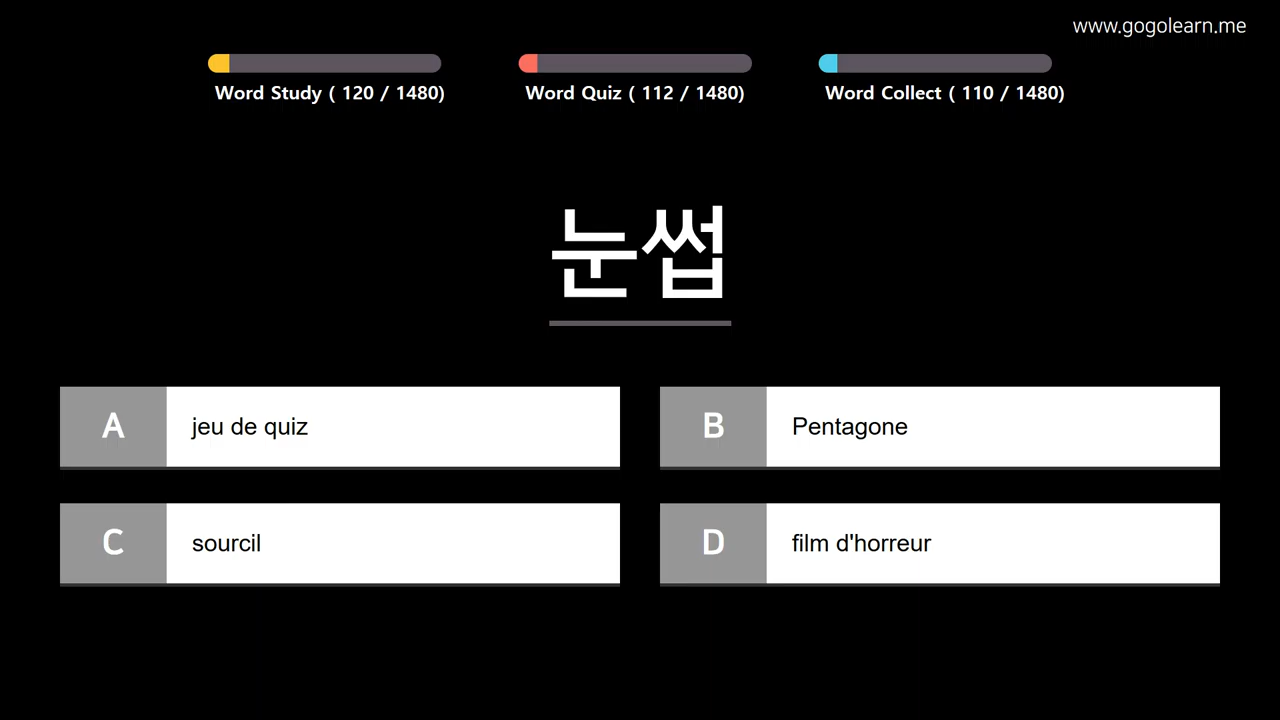 www.gogolearn.me
Word Study ( 120 / 1480)
Word Quiz ( 112 / 1480)
Word Collect ( 110 / 1480)
눈썹
A jeu de quiz
B Pentagone
C sourcil
D film d'horreur